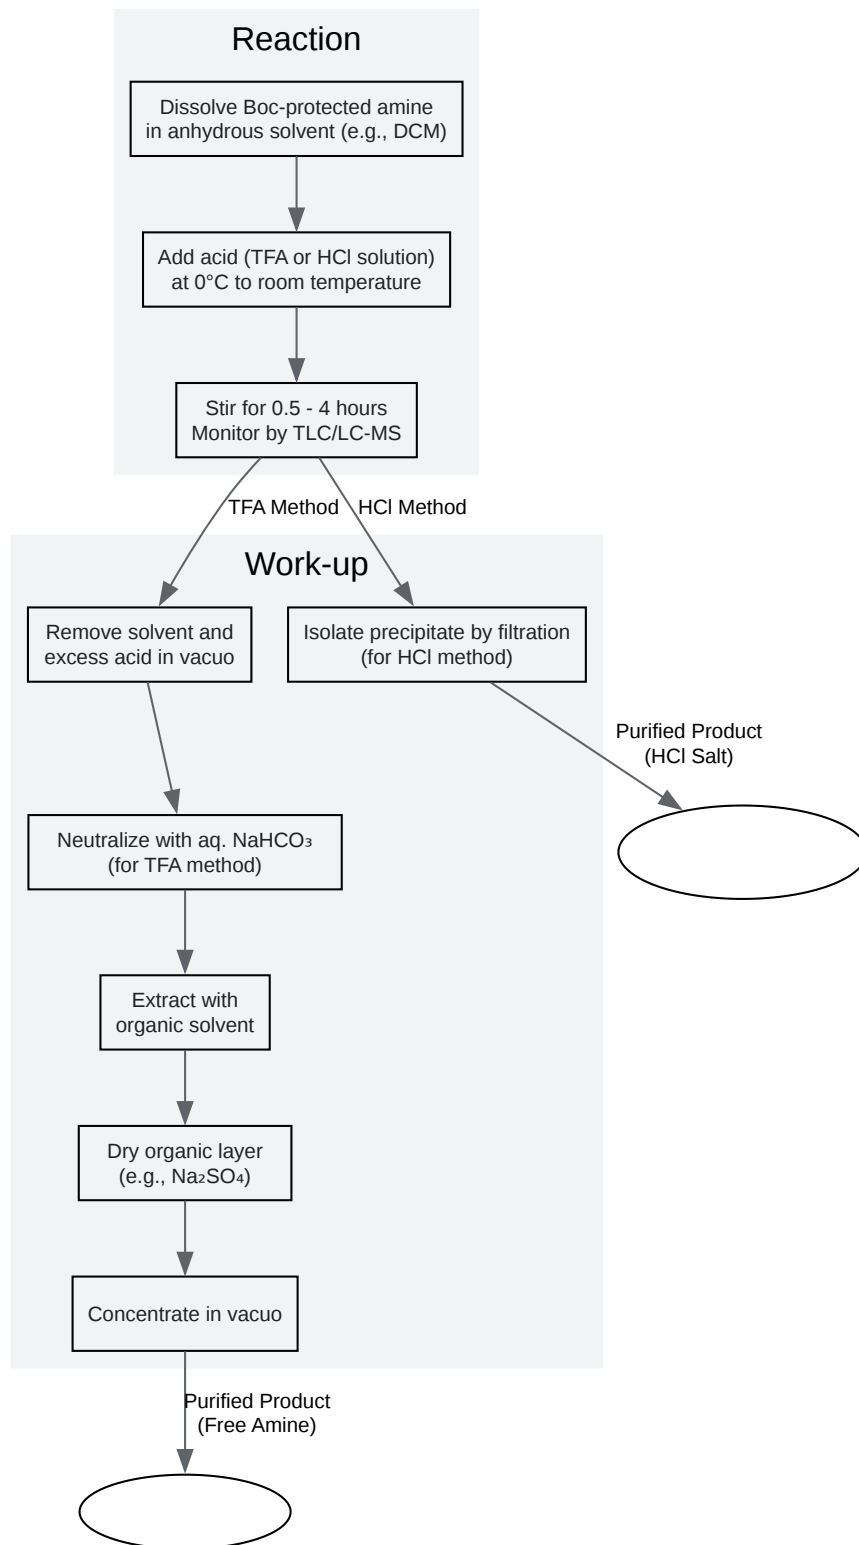 Reaction
Dissolve Boc-protected amine
in anhydrous solvent (e.g., DCM)
Add acid (TFA or HCl solution)
at 0°C to room temperature
Stir for 0.5 - 4 hours
Monitor by TLC/LC-MS
TFA Method
HCl Method
Work-up
Remove solvent and
excess acid in vacuo
Isolate precipitate by filtration
(for HCl method)
Purified Product
(HCl Salt)
Neutralize with aq. NaHCO₃
(for TFA method)
Extract with
organic solvent
Dry organic layer
(e.g., Na₂SO₄)
Concentrate in vacuo
Purified Product
(Free Amine)